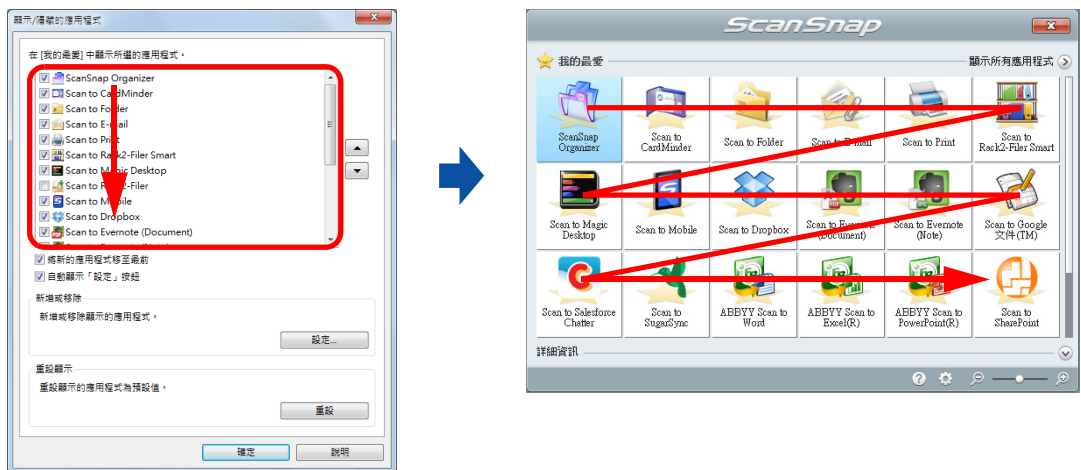 顯示/隱藏的應用程式
在 [我的最愛] 中顯示所選的應用程式。
ScanSnap Organizer
Scan to CardMinder
Scan to Folder
Scan to E-mail
Scan to Print
Scan to Rack2-Filer Smart
Scan to Magic Desktop
Scan to Rack2-Filer
Scan to Mobile
Scan to Dropbox
Scan to Evernote (Document)
將新的應用程式移至最前
自動顯示「設定」按鈕
新增或移除
新增或移除顯示的應用程式。
設定...
重設顯示
重設顯示的應用程式為預設值。
重設
確定
說明
ScanSnap
我的最愛
顯示所有應用程式
ScanSnap
Organizer
Scan to
CardMinder
Scan to Folder
Scan to E-mail
Scan to Print
Scan to
Rack2-Filer Smart
Scan to Magic
Desktop
Scan to Mobile
Scan to Dropbox
Scan to Evernote
(Document)
Scan to Evernote
(Note)
Scan to Google
文件(TM)
Scan to Salesforce
Chatter
Scan to
SugarSync
ABBYY Scan to
Word
ABBYY Scan to
Excel(R)
ABBYY Scan to
PowerPoint(R)
Scan to
SharePoint
詳細資訊